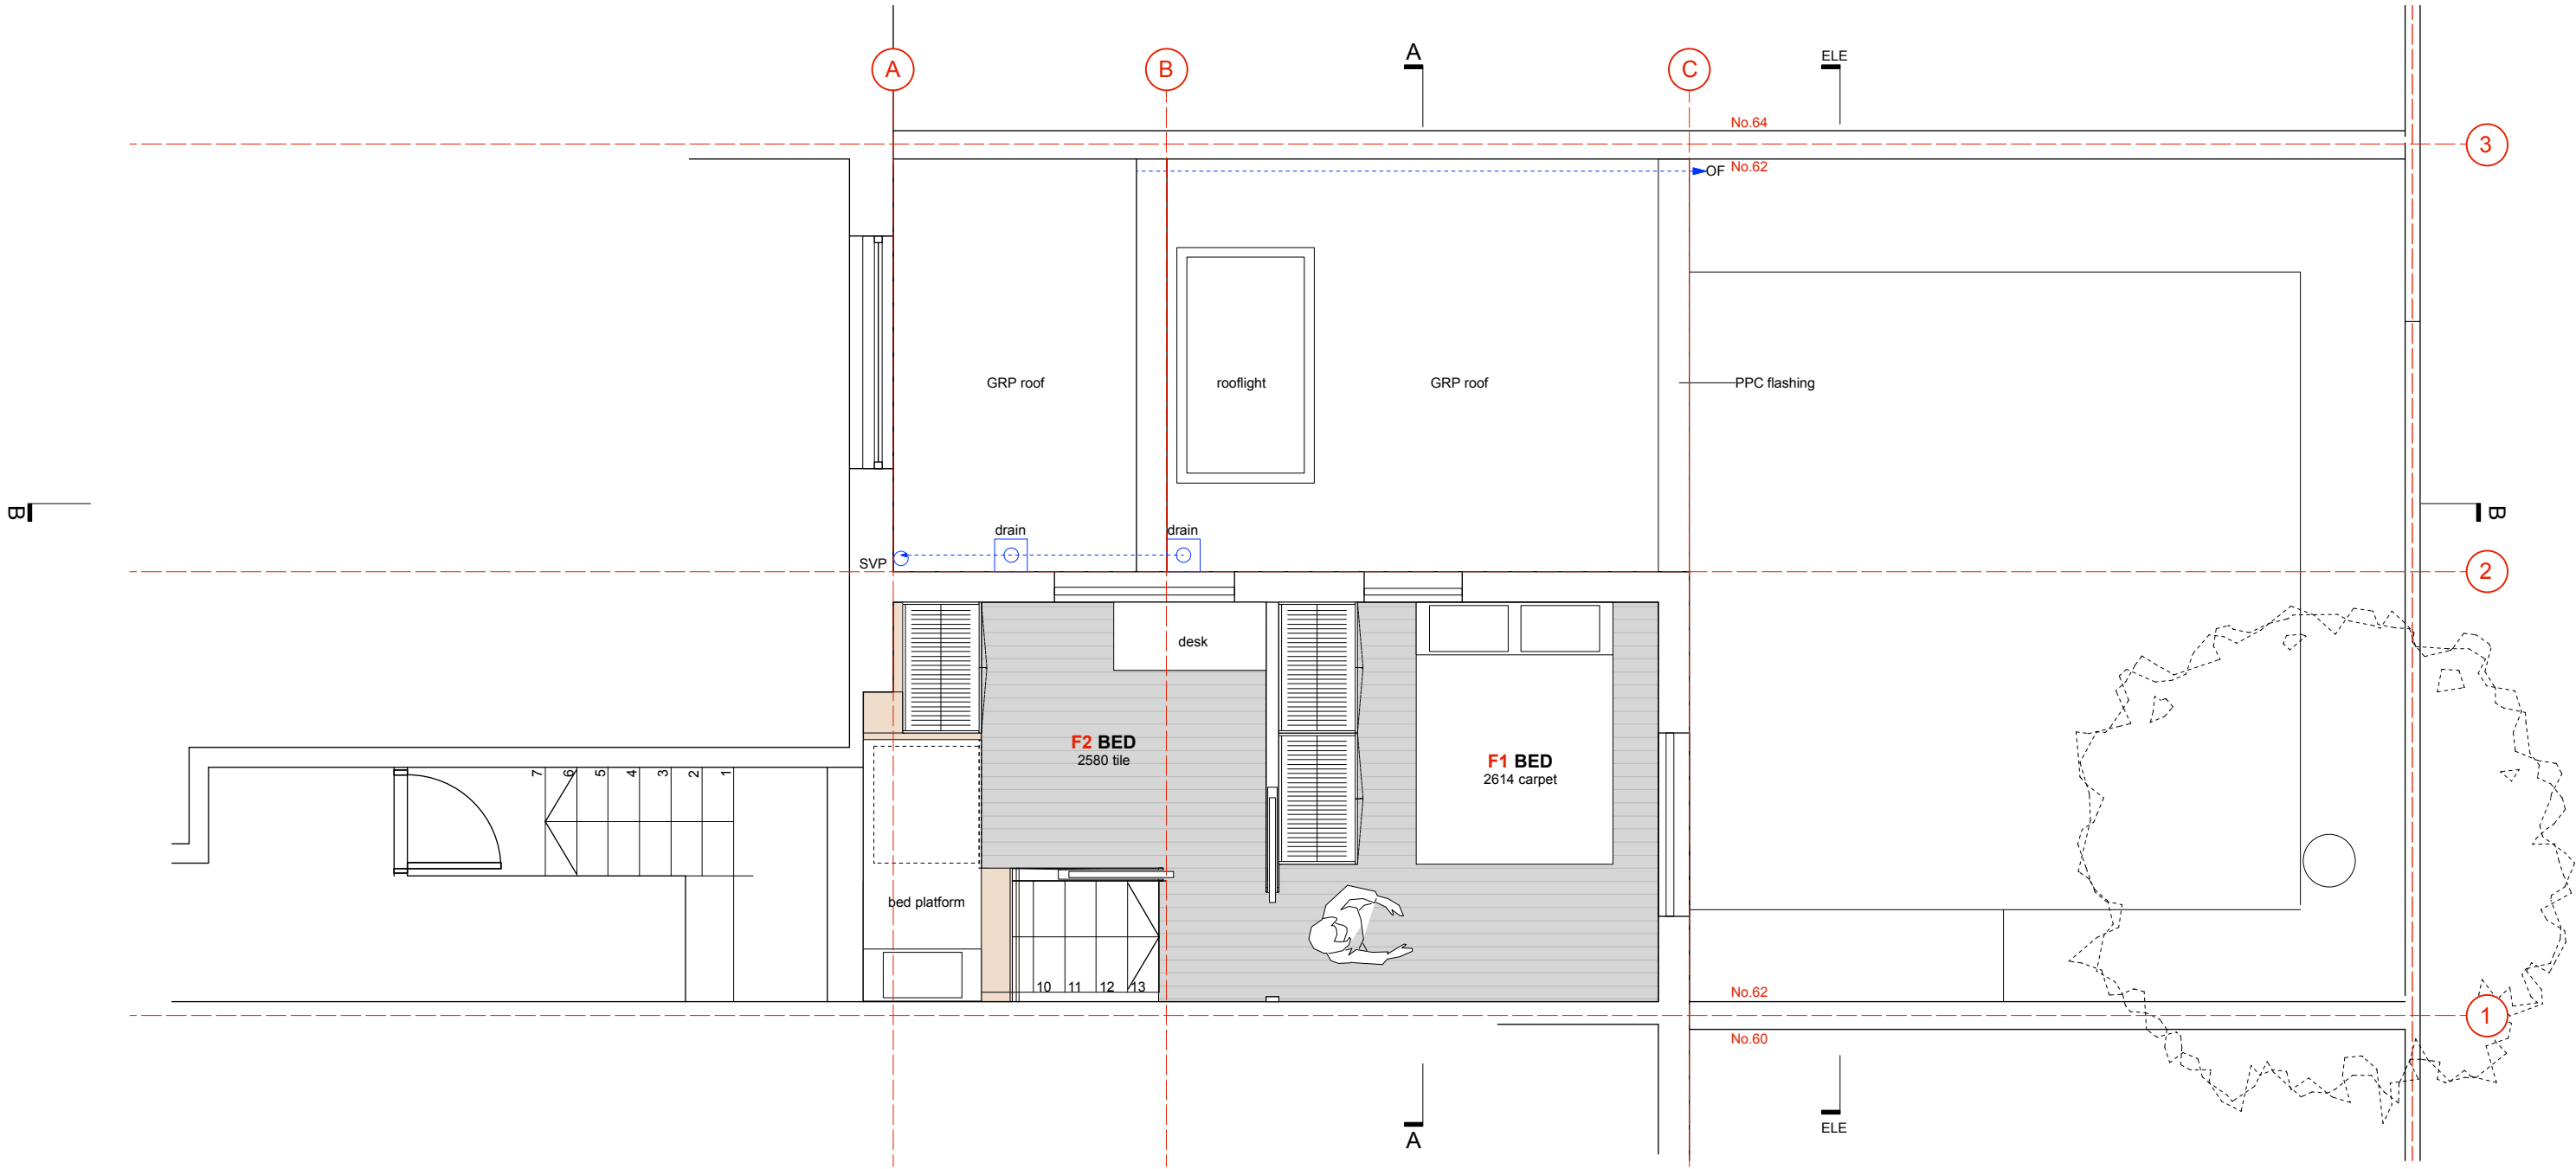 A
ELE
A
B
C
No.64
3
No.62
OF
GRP roof
rooflight
GRP roof
PPC flashing
B
B
drain
drain
SVP
2
desk
F2 BED
2580 tile
F1 BED
2614 carpet
7
6
5
4
3
2
1
bed platform
10
11
12
13
No.62
1
No.60
A
ELE